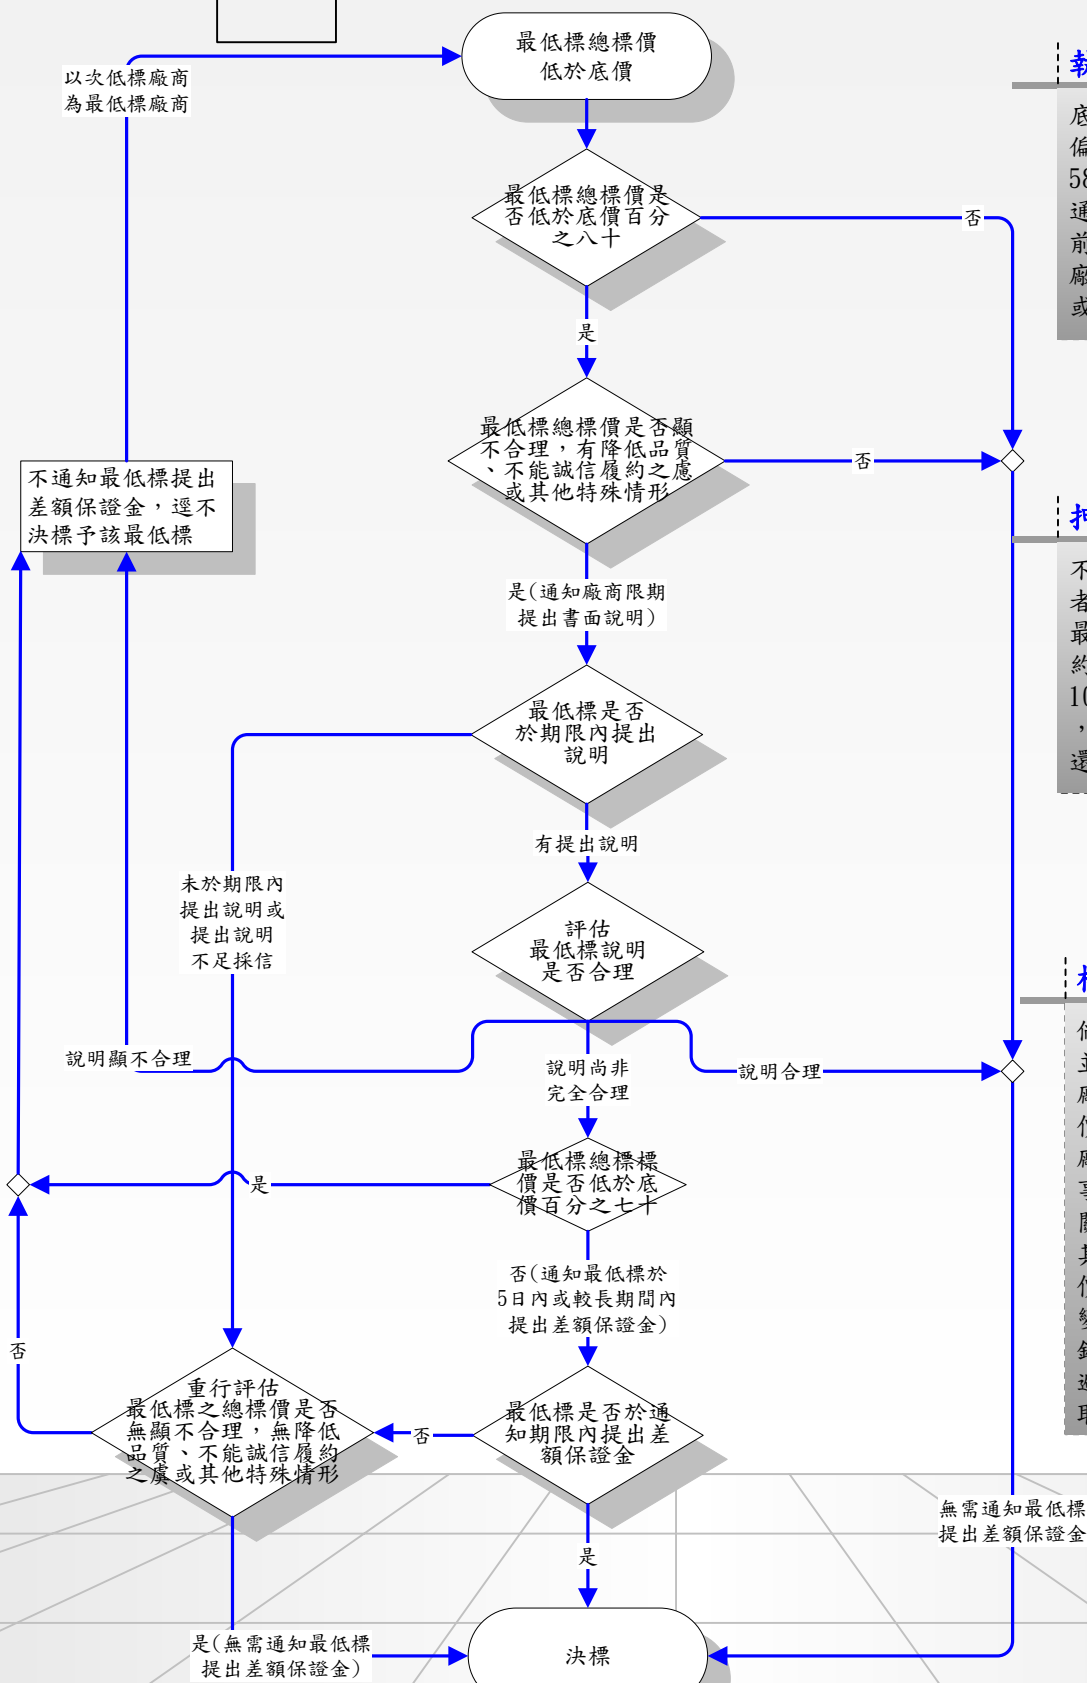 最低標總標價
低於底價
以次低標廠商
為最低標廠商
最低標總標價是
否低於底價百分
之八十
否
是
最低標總標價是否顯
不合理，有降低品質
、不能誠信履約之慮
或其他特殊情形
否
不通知最低標提出
差額保證金，逕不
決標予該最低標
是(通知廠商限期
提出書面說明)
最低標是否
於期限內提出
說明
有提出說明
未於期限內
提出說明或
提出說明
不足採信
評估
最低標說明
是否合理
說明顯不合理
說明尚非
完全合理
說明合理
最低標總標標
價是否低於底
價百分之七十
是
否(通知最低標於
5日內或較長期間內
提出差額保證金)
否
重行評估
最低標之總標價是否
無顯不合理，無降低
品質、不能誠信履約
之虞或其他特殊情形
最低標是否於通
知期限內提出差
額保證金
否
是
無需通知最低標
提出差額保證金
是(無需通知最低標
提出差額保證金)
決標
底
偏
58
通
前
廠
或
不
者
最
約
10
，
還